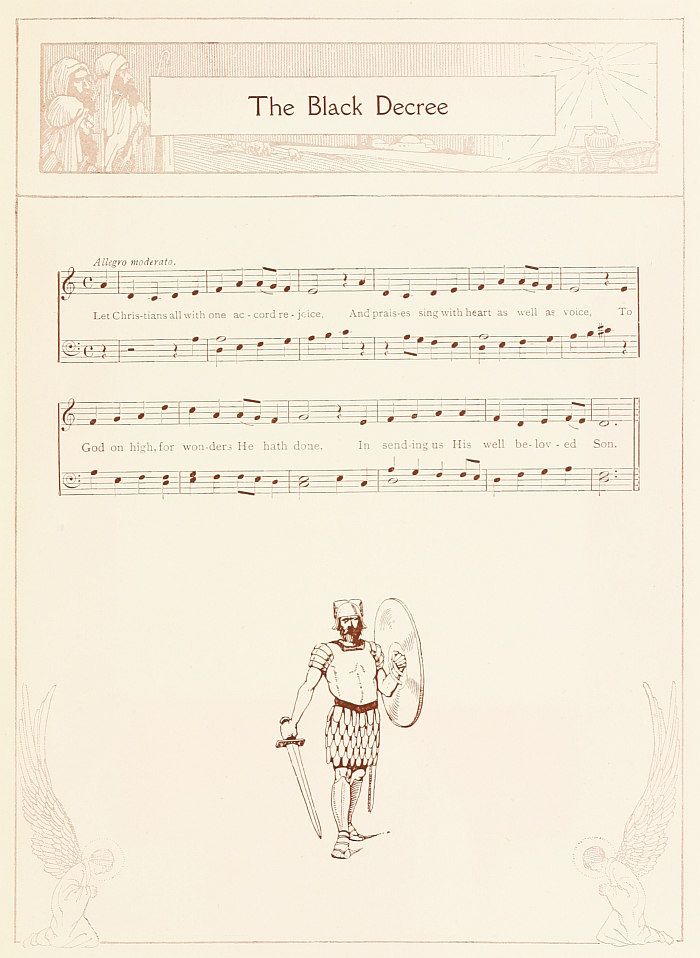 The Black Decree
Allegro moderato.
Let Chris-tians all with one ac - cord re - joice, And prais-es sing with heart as well as voice, To
God on high, for won-ders He hath done, In send-ing us His well be-lov - ed Son.